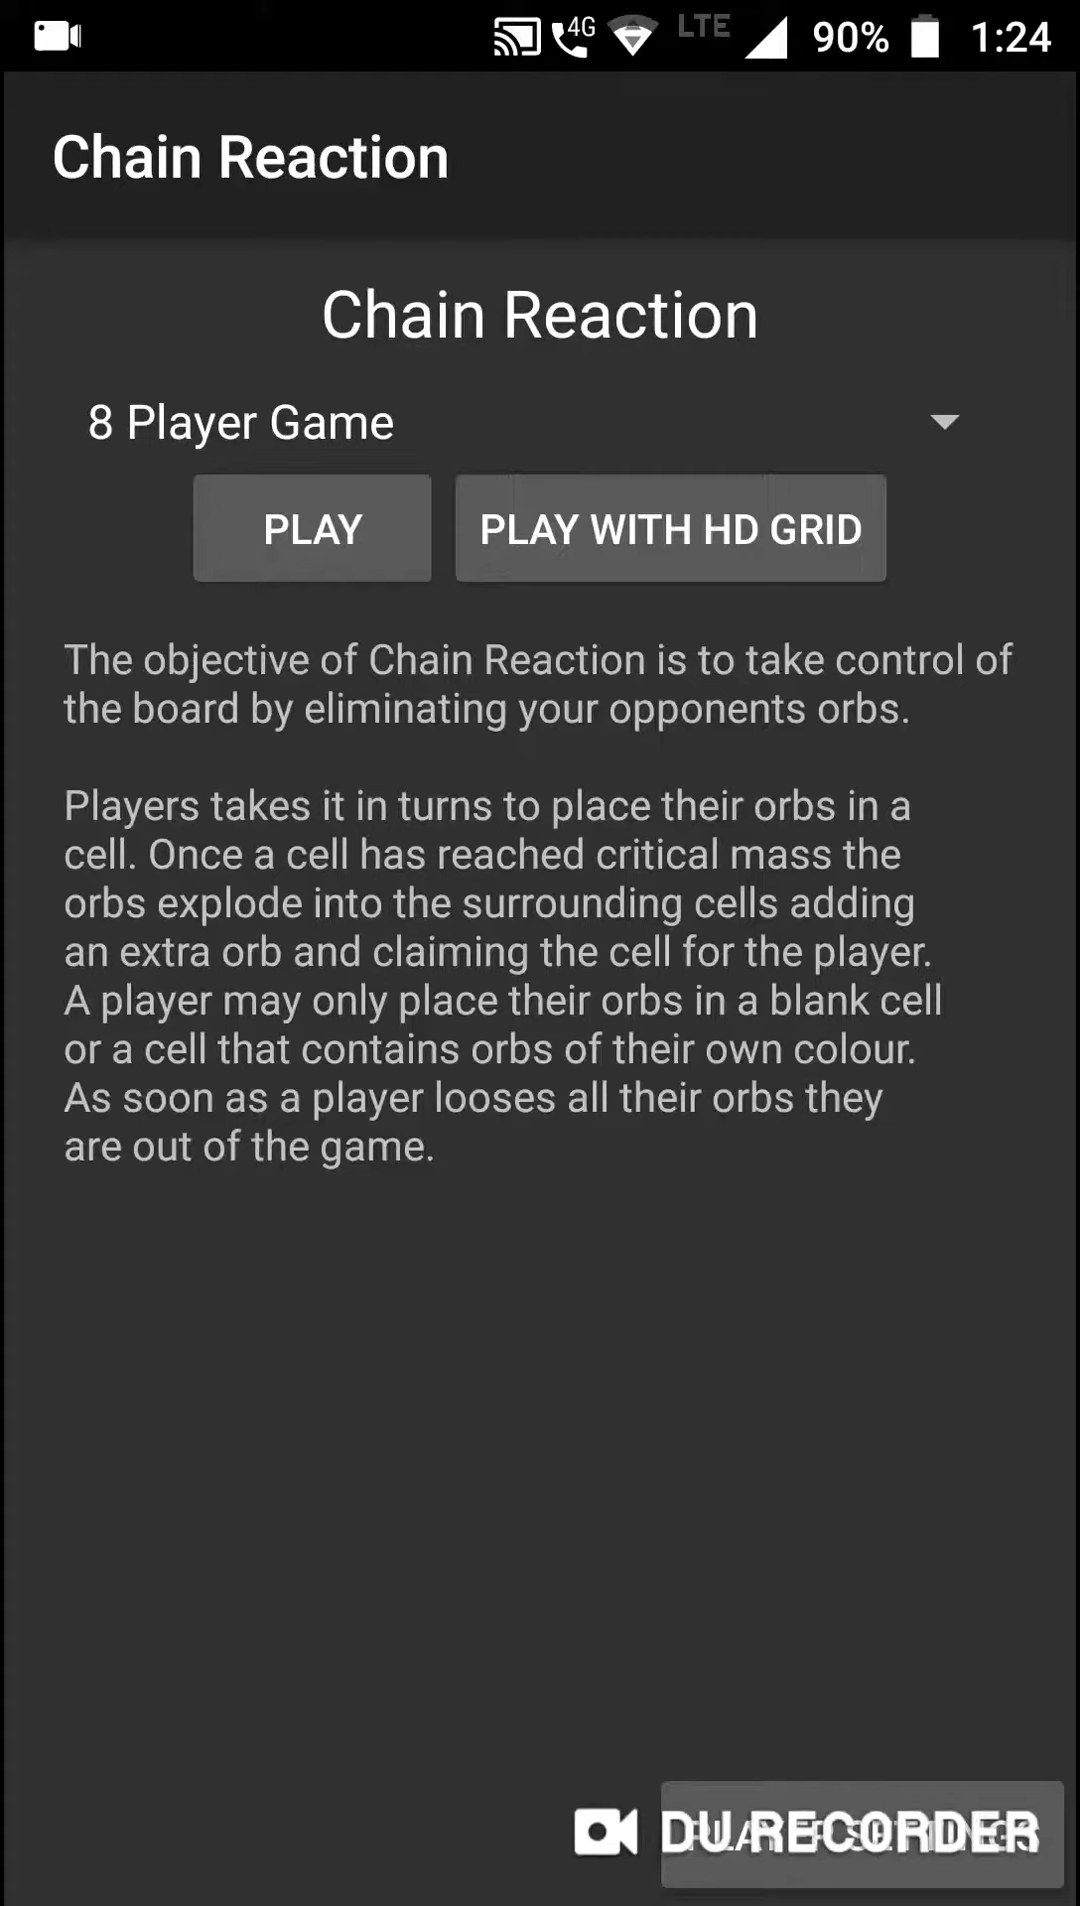 4G LTE 90% 1:24
Chain Reaction
Chain Reaction
8 Player Game
PLAY PLAY WITH HD GRID
The objective of Chain Reaction is to take control of
the board by eliminating your opponents orbs.
Players takes it in turns to place their orbs in a
cell. Once a cell has reached critical mass the
orbs explode into the surrounding cells adding
an extra orb and claiming the cell for the player.
A player may only place their orbs in a blank cell
or a cell that contains orbs of their own colour.
As soon as a player looses all their orbs they
are out of the game.
DU RECORDER
PLAYER SETTINGS